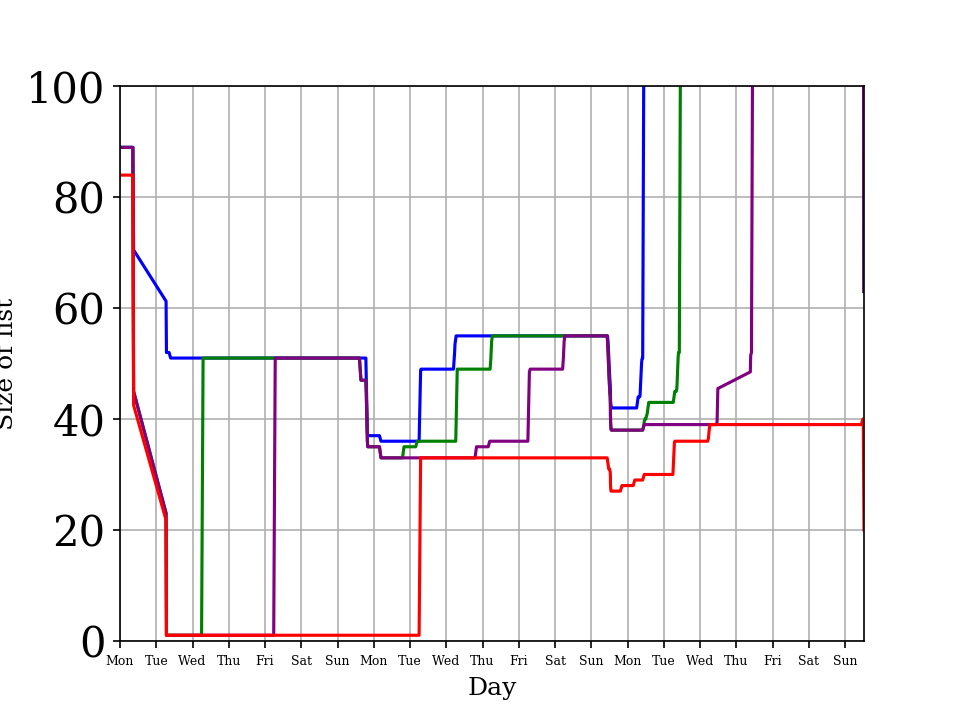 100
80
60
40
20
0
Size of list
Mon Tue Wed Thu Fri Sat Sun Mon Tue Wed Thu Fri Sat Sun Mon Tue Wed Thu Fri Sat Sun
Day